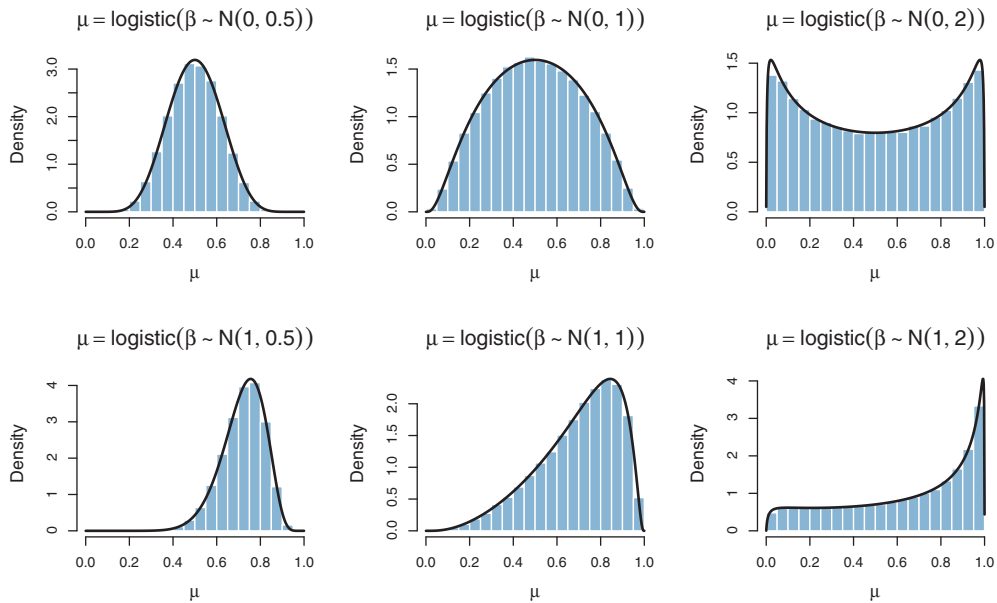 μ = logistic(β ~ N(0, 0.5))
μ = logistic(β ~ N(0, 1))
μ = logistic(β ~ N(0, 2))
Density
3.0
2.0
1.0
0.0
0.0 0.2 0.4 0.6 0.8 1.0
μ
Density
1.5
1.0
0.5
0.0
0.0 0.2 0.4 0.6 0.8 1.0
μ
Density
1.5
1.0
0.5
0.0
0.0 0.2 0.4 0.6 0.8 1.0
μ
μ = logistic(β ~ N(1, 0.5))
μ = logistic(β ~ N(1, 1))
μ = logistic(β ~ N(1, 2))
Density
4
3
2
1
0
0.0 0.2 0.4 0.6 0.8 1.0
μ
Density
2.0
1.5
1.0
0.5
0.0
0.0 0.2 0.4 0.6 0.8 1.0
μ
Density
4
3
2
1
0
0.0 0.2 0.4 0.6 0.8 1.0
μ